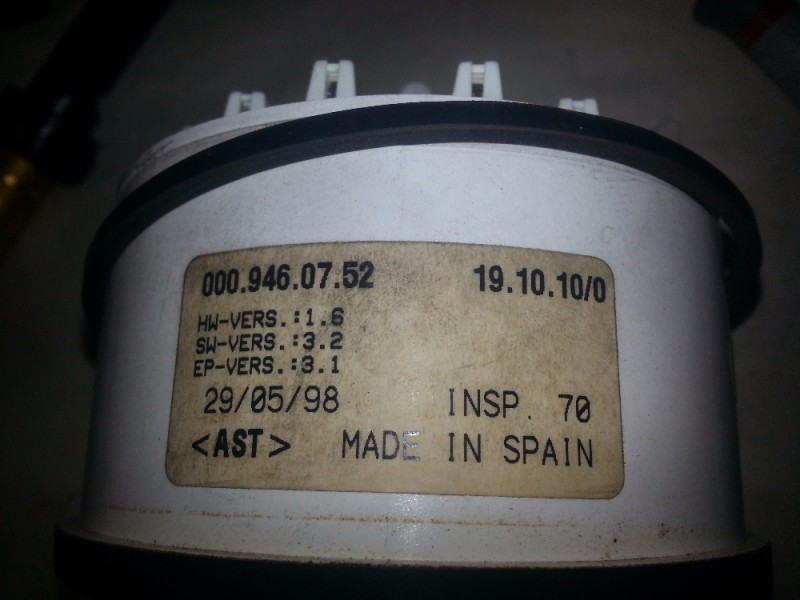 000.946.07.52 19.10.10/0
HW-VERS.:1.6
SW-VERS.:3.2
EP-VERS.:3.1
29/05/98 INSP. 70
<AST> MADE IN SPAIN